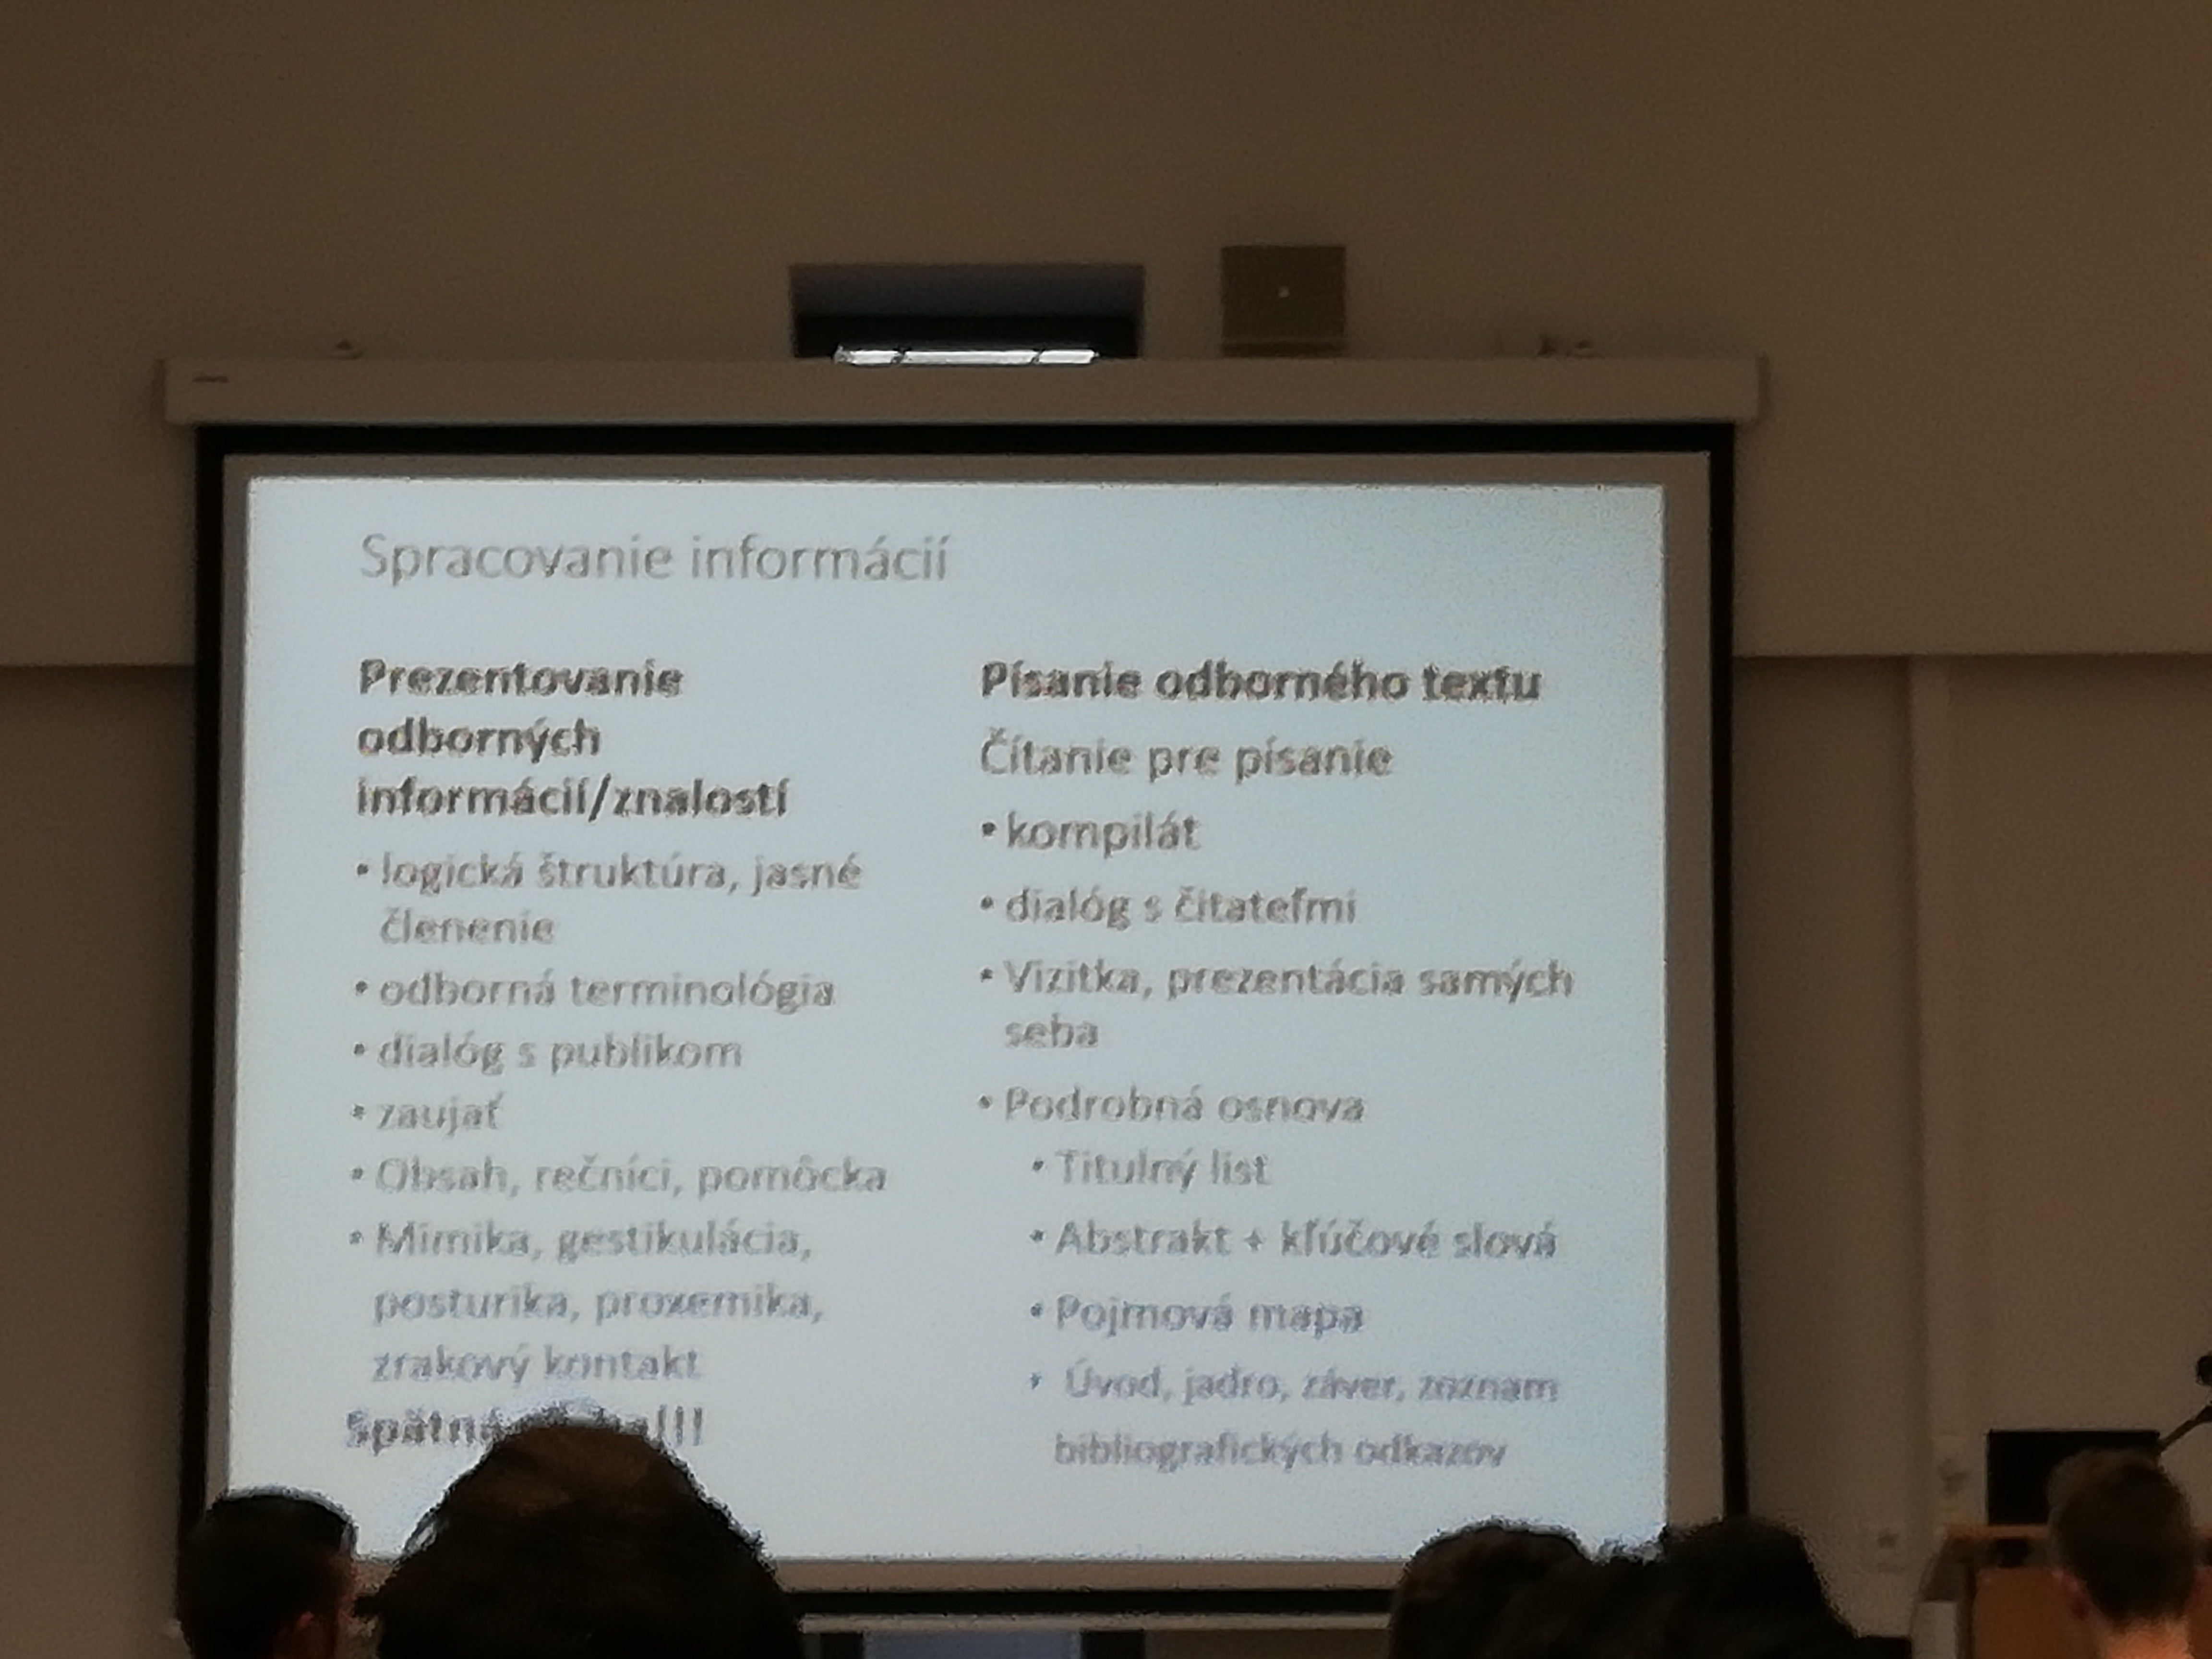 Spracovanie informácií
Prezentovanie
odborných
informácií/znalostí
• logická štruktúra, jasné
členenie
• odborná terminológia
• dialóg s publikom
• zaujať
• Obsah, rečníci, pomôcka
• Mimika, gestikulácia,
posturika, proxemika,
zrakový kontakt
Písanie odborného textu
Čítanie pre písanie
• kompilát
• dialóg s čitateľmi
• Vizitka, prezentácia samých
seba
• Podrobná osnova
• Titulný list
• Abstrakt + kľúčové slová
• Pojmová mapa
• Úvod, jadro, záver, zoznam
bibliografických odkazov